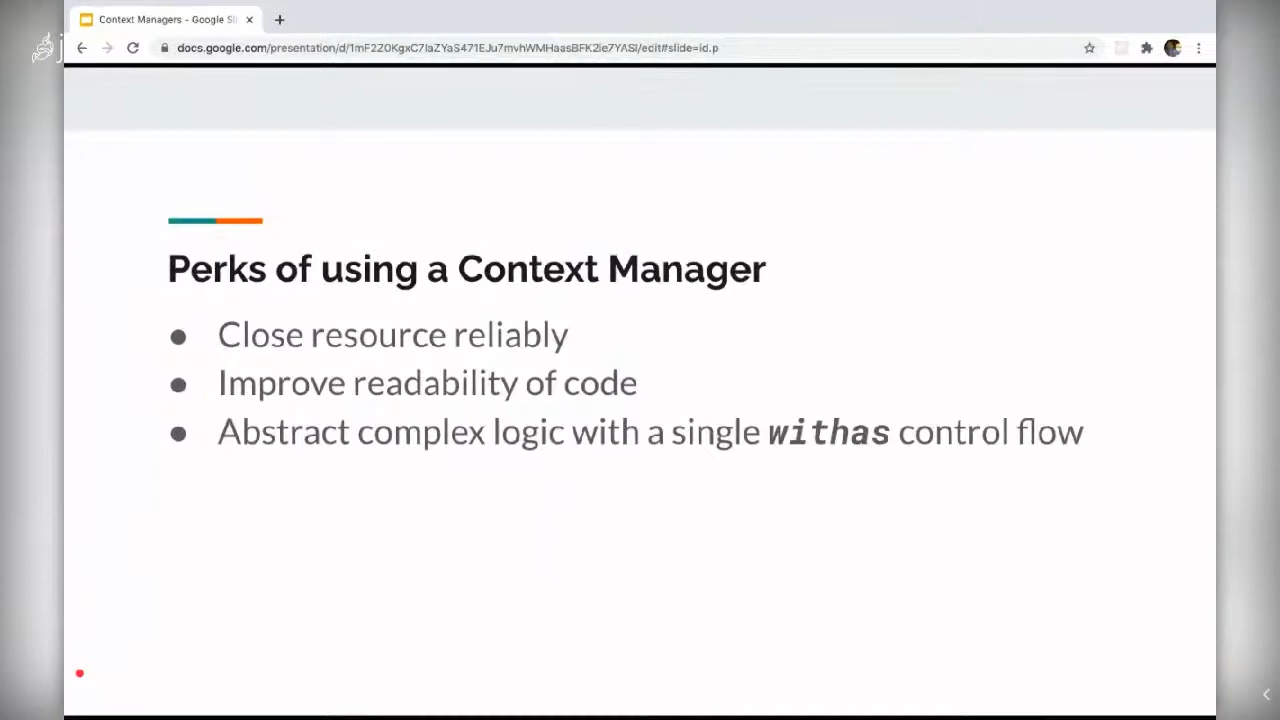 Context Managers - Google Sli
docs.google.com/presentation/d/1mF2Z0KgxC7IaZYaS471EJu7mvhWMHaasBFK2ie7YASI/edit#slide=id.p
Perks of using a Context Manager
● Close resource reliably
● Improve readability of code
● Abstract complex logic with a single withas control flow